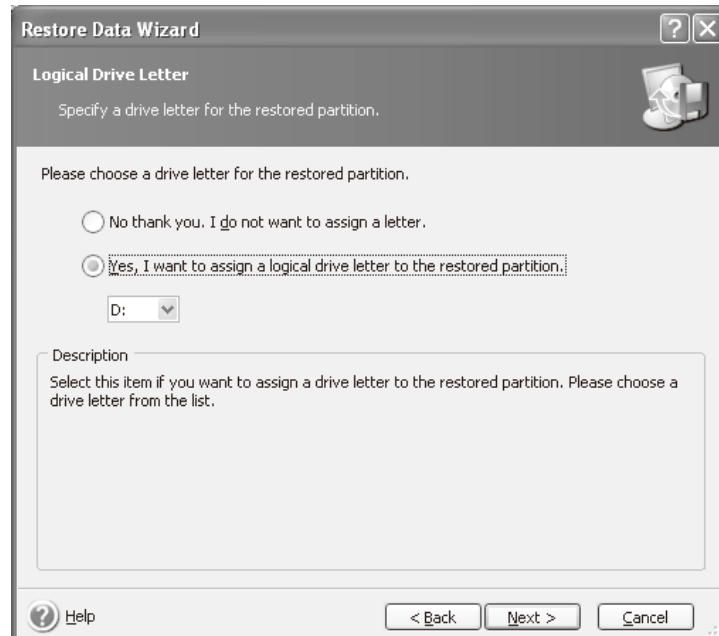 Restore Data Wizard
Logical Drive Letter
Specify a drive letter for the restored partition.
Please choose a drive letter for the restored partition.
No thank you. I do not want to assign a letter.
Yes, I want to assign a logical drive letter to the restored partition.
D:
Description
Select this item if you want to assign a drive letter to the restored partition. Please choose a
drive letter from the list.
Help
< Back
Next >
Cancel